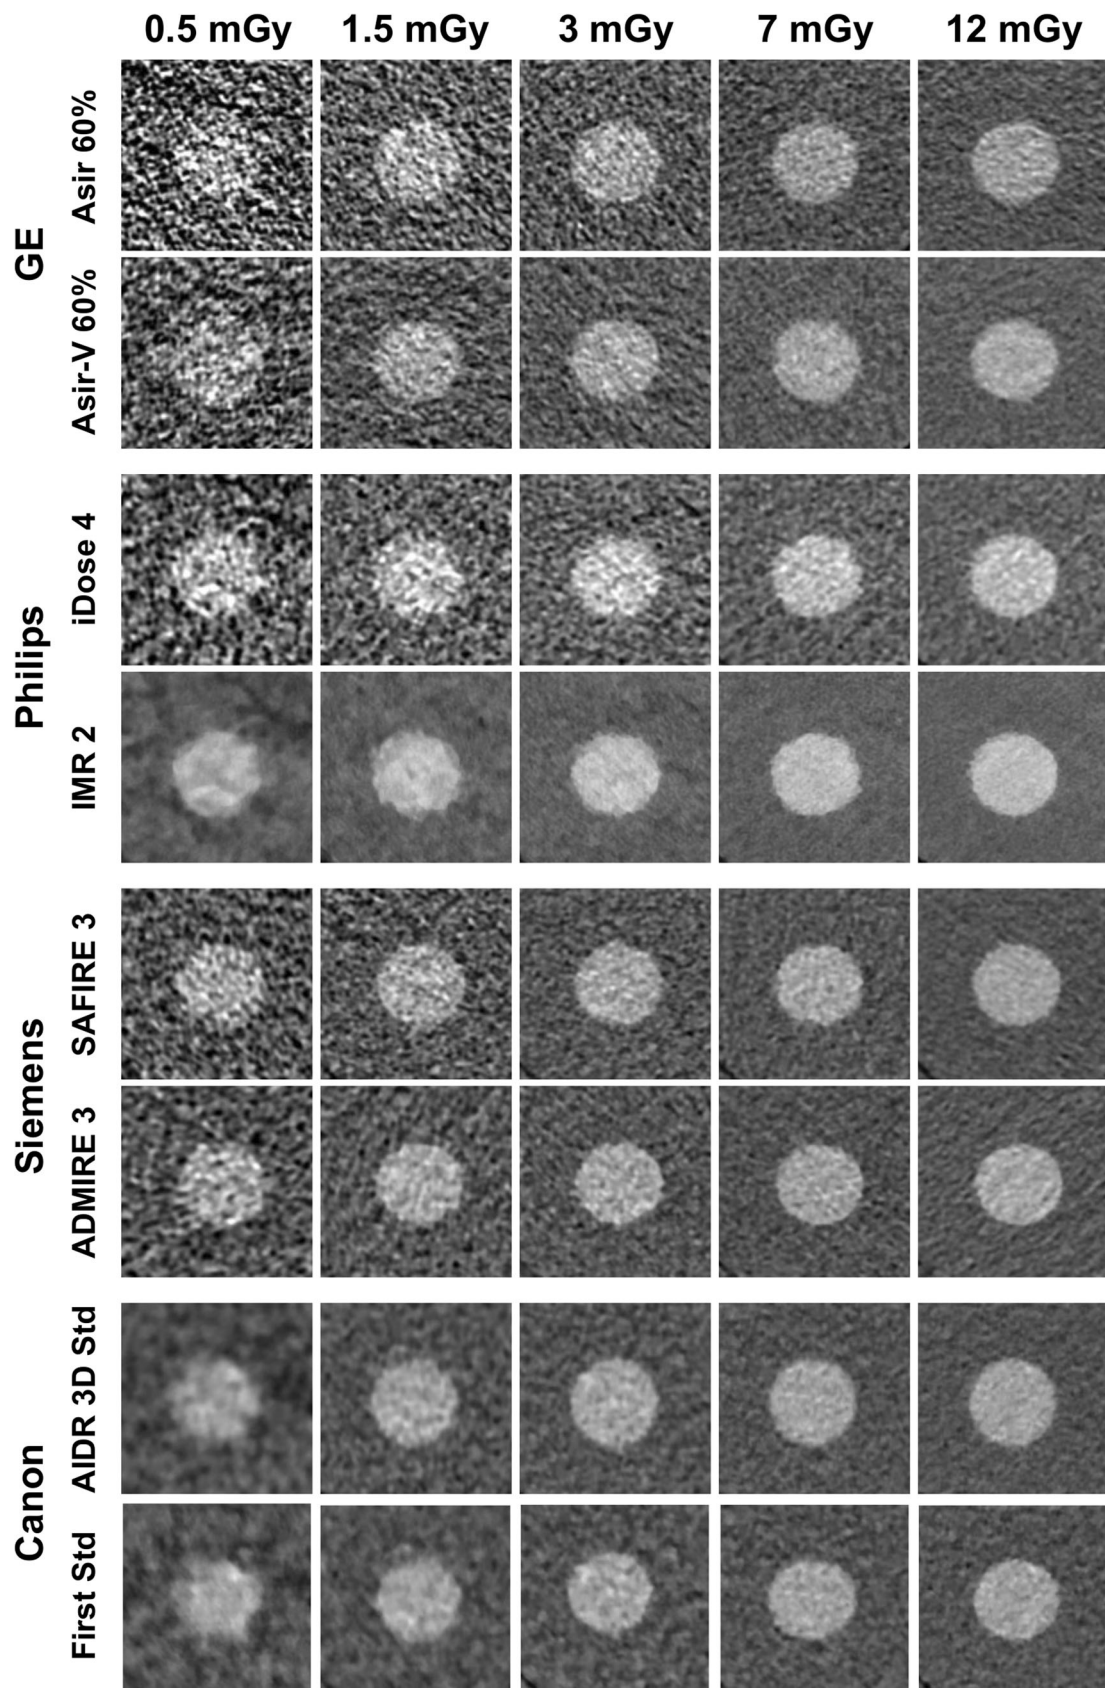 0.5 mGy 1.5 mGy 3 mGy 7 mGy 12 mGy
GE
Asir 60%
Asir-V 60%
Philips
iDose 4
IMR 2
Siemens
SAFIRE 3
ADMIRE 3
Canon
AIDR 3D Std
First Std